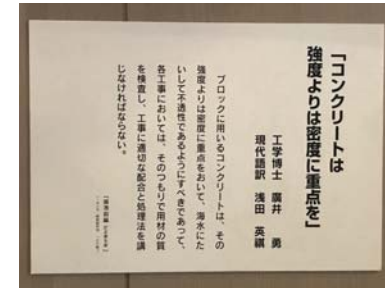 「コンクリートは
強度よりは密度に重点を」
工学博士 廣井 勇
現代語訳 浅田 英祺
ブロックに用いるコンクリートは、その
強度よりは密度に重点をおいて、海水にた
いして不透性であるようにすべきであって、
各工事においては、そのつもりで用材の質
を検査し、工事に適切な配合と処理法を講
じなければならない。